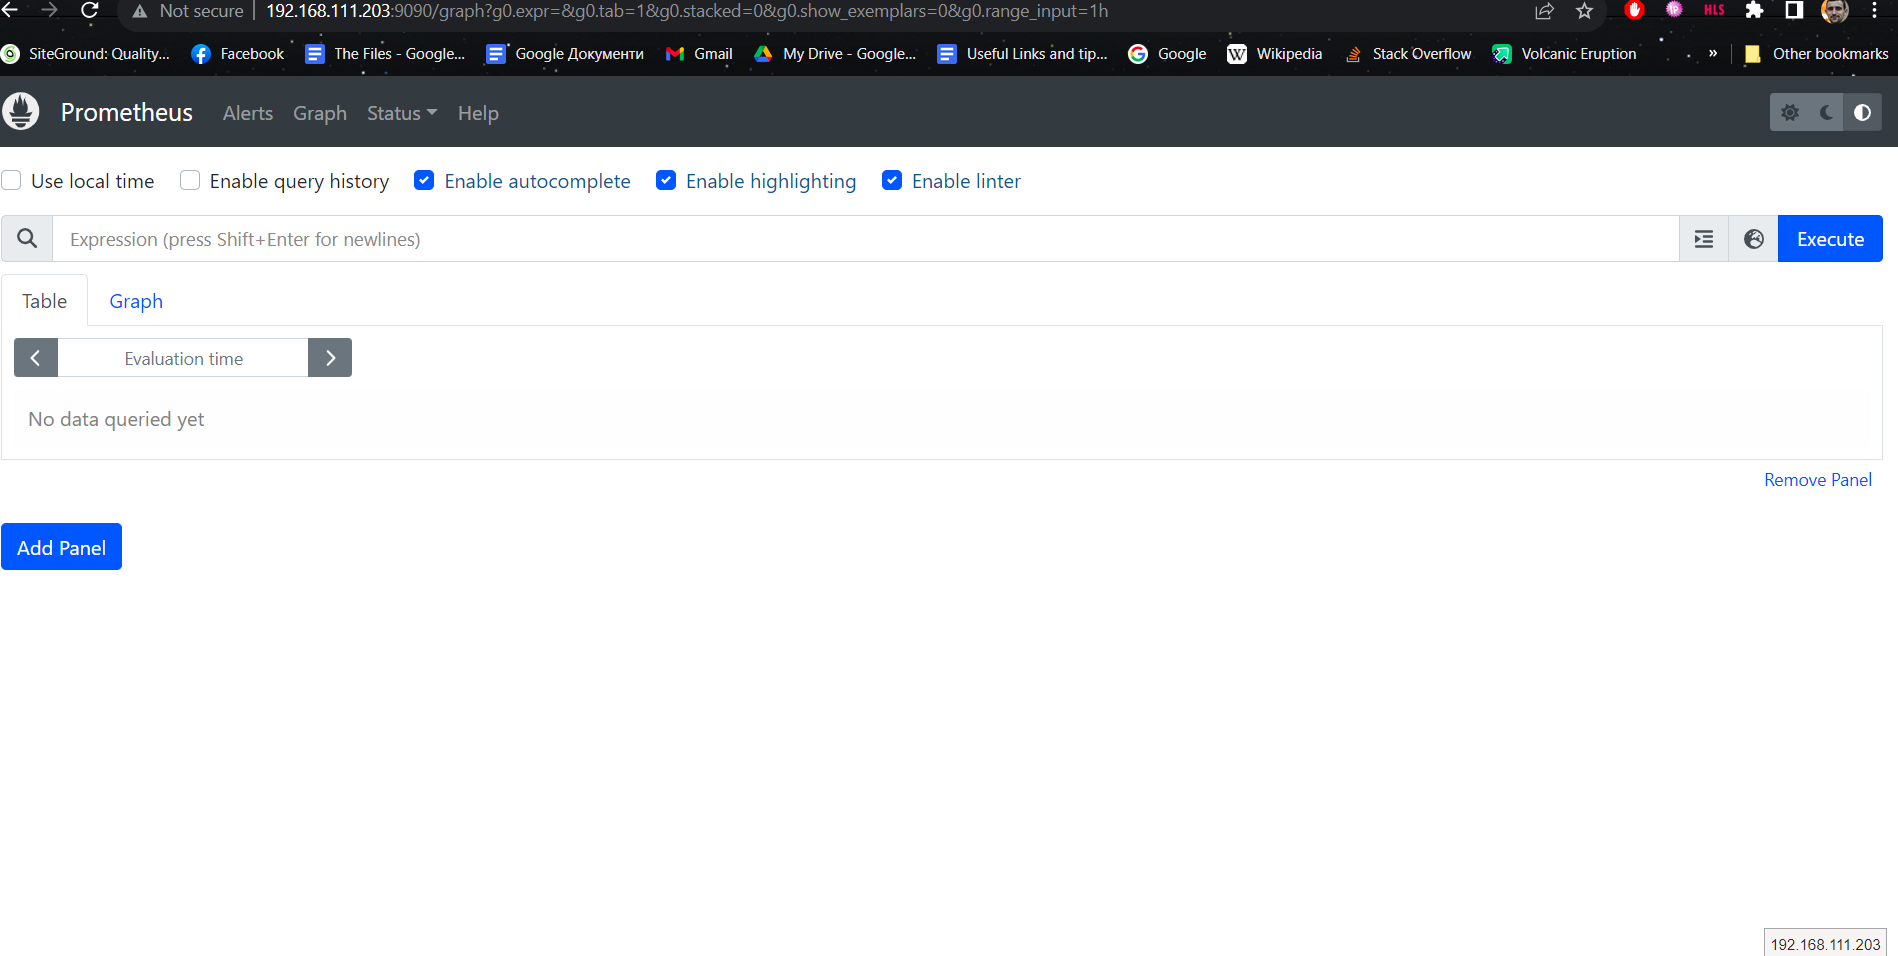 Not secure 192.168.111.203:9090/graph?g0.expr=&g0.tab=1&g0.stacked=0&g0.show_exemplars=0&g0.range_input=1h HLS
SiteGround: Quality... Facebook The Files - Google... Google Документи Gmail My Drive - Google... Useful Links and tip... Google Wikipedia Stack Overflow Volcanic Eruption » Other bookmarks
Prometheus Alerts Graph Status Help
Use local time Enable query history Enable autocomplete Enable highlighting Enable linter
Expression (press Shift+Enter for newlines) Execute
Table Graph
Evaluation time
No data queried yet
Remove Panel
Add Panel
192.168.111.203